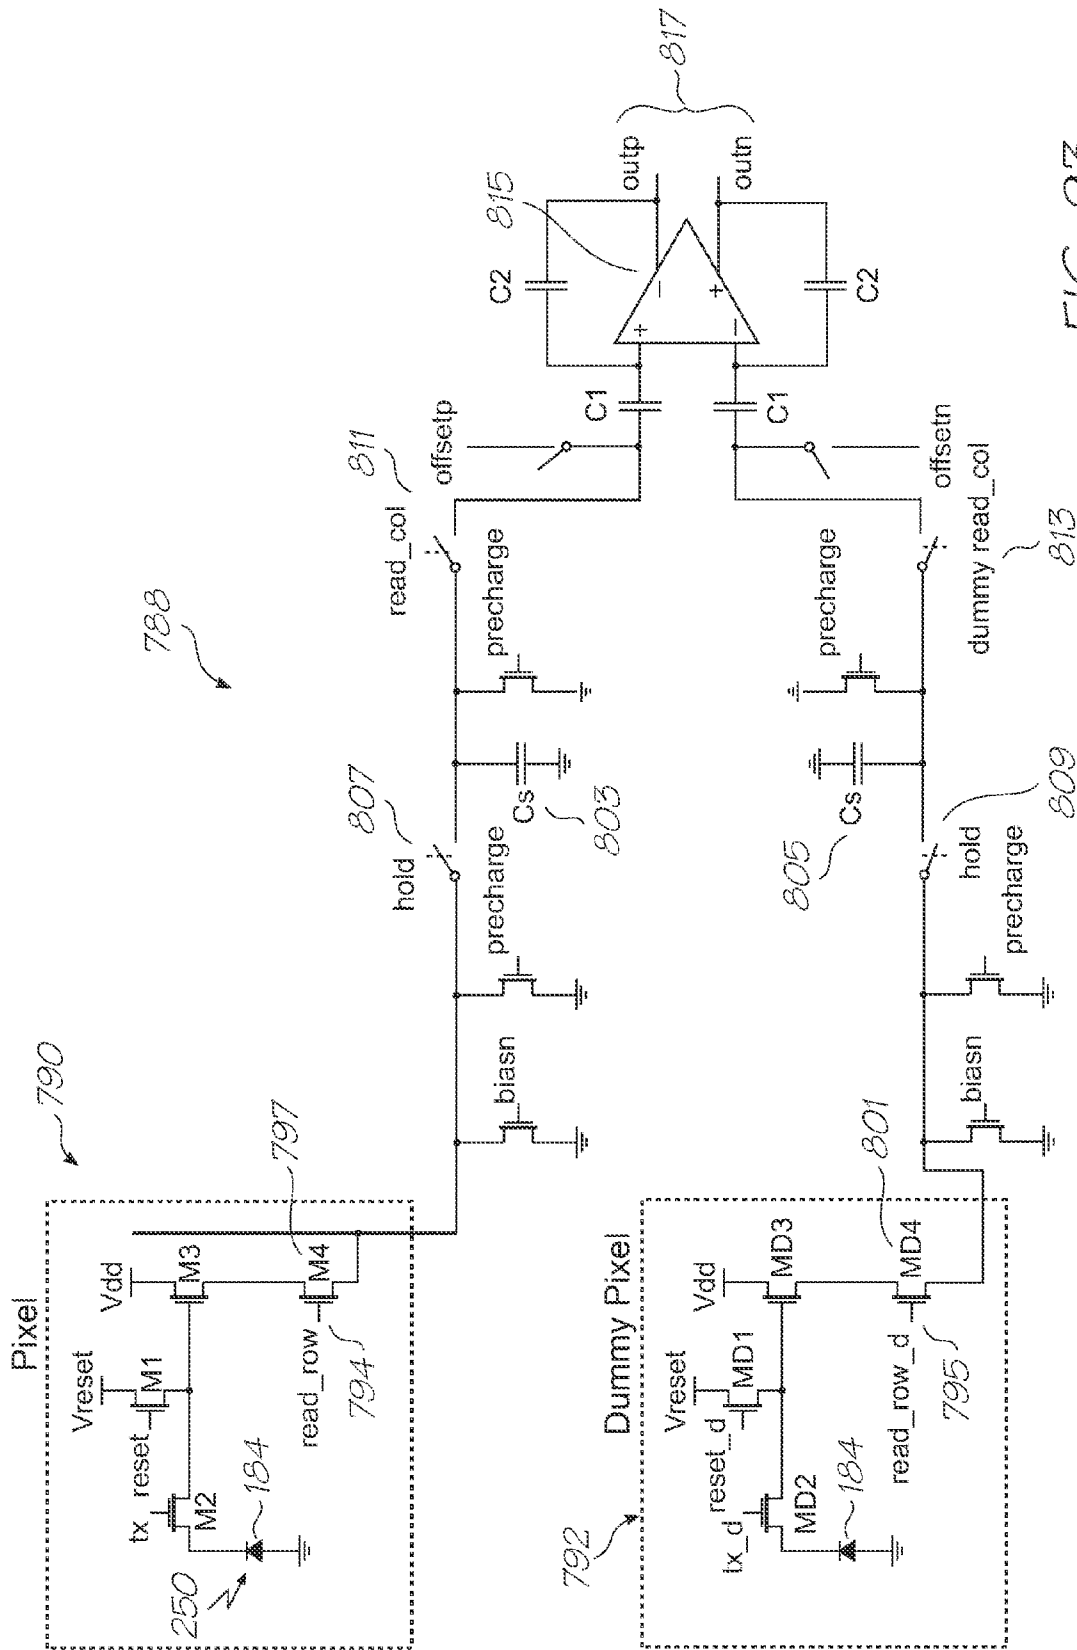 788
Pixel
790
Vreset
Vdd
M1
M3
reset
tx
M2
184
250
read_row
M4
797
794
biasn
precharge
hold
807
Cs
803
precharge
read_col
811
offsetp
C1
C2
815
outp
817
outn
C1
C2
offsetn
Dummy Pixel
792
Vreset
Vdd
MD1
MD3
reset_d
tx_d
MD2
184
read_row_d
MD4
801
795
biasn
precharge
hold
809
Cs
805
precharge
dummy read_col
813